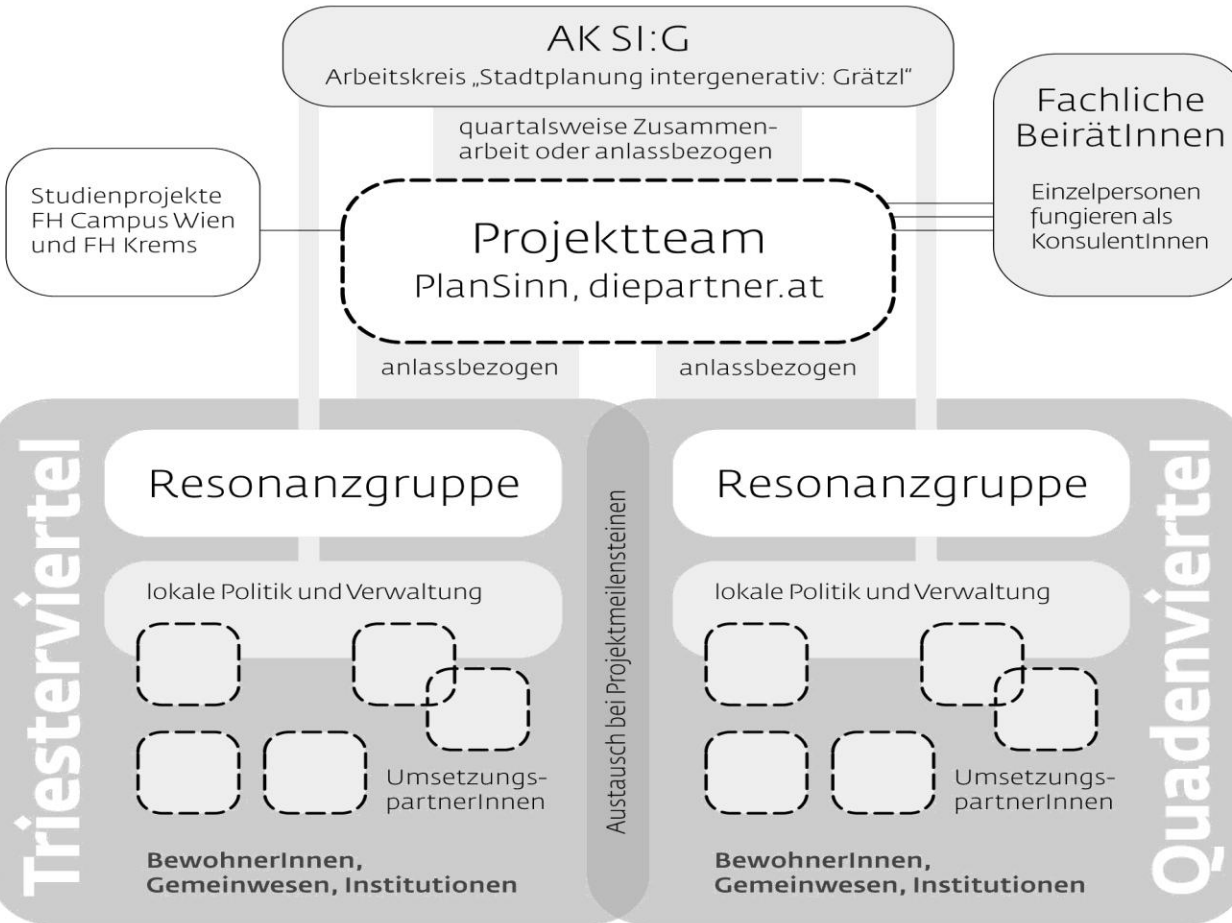 AK SI:G
Arbeitskreis „Stadtplanung intergenerativ: Grätzl“
quartalsweise Zusammen-
arbeit oder anlassbezogen
Fachliche
BeirätInnen
Einzelpersonen
fungieren als
KonsulentInnen
Studienprojekte
FH Campus Wien
und FH Krems
Projektteam
PlanSinn, diepartner.at
anlassbezogen
anlassbezogen
Triesterviertel
Resonanzgruppe
lokale Politik und Verwaltung
Umsetzungs-
partnerInnen
BewohnerInnen,
Gemeinwesen, Institutionen
Austausch bei Projektmeilensteinen
Resonanzgruppe
lokale Politik und Verwaltung
Umsetzungs-
partnerInnen
BewohnerInnen,
Gemeinwesen, Institutionen
Quadenviertel